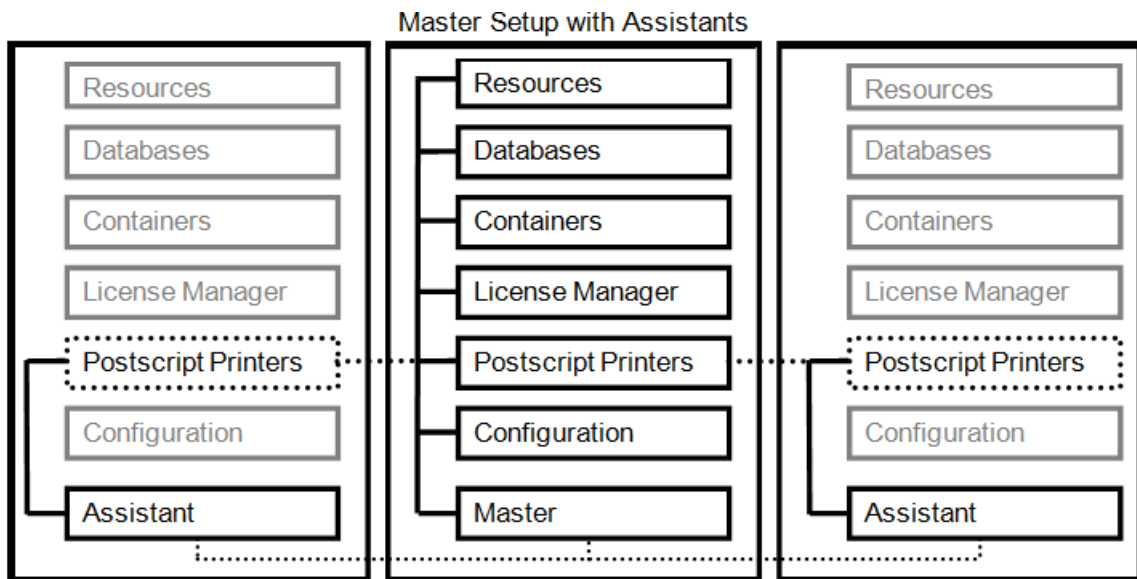 Master Setup with Assistants
Resources
Databases
Containers
License Manager
Postscript Printers
Configuration
Assistant
Resources
Databases
Containers
License Manager
Postscript Printers
Configuration
Master
Resources
Databases
Containers
License Manager
Postscript Printers
Configuration
Assistant